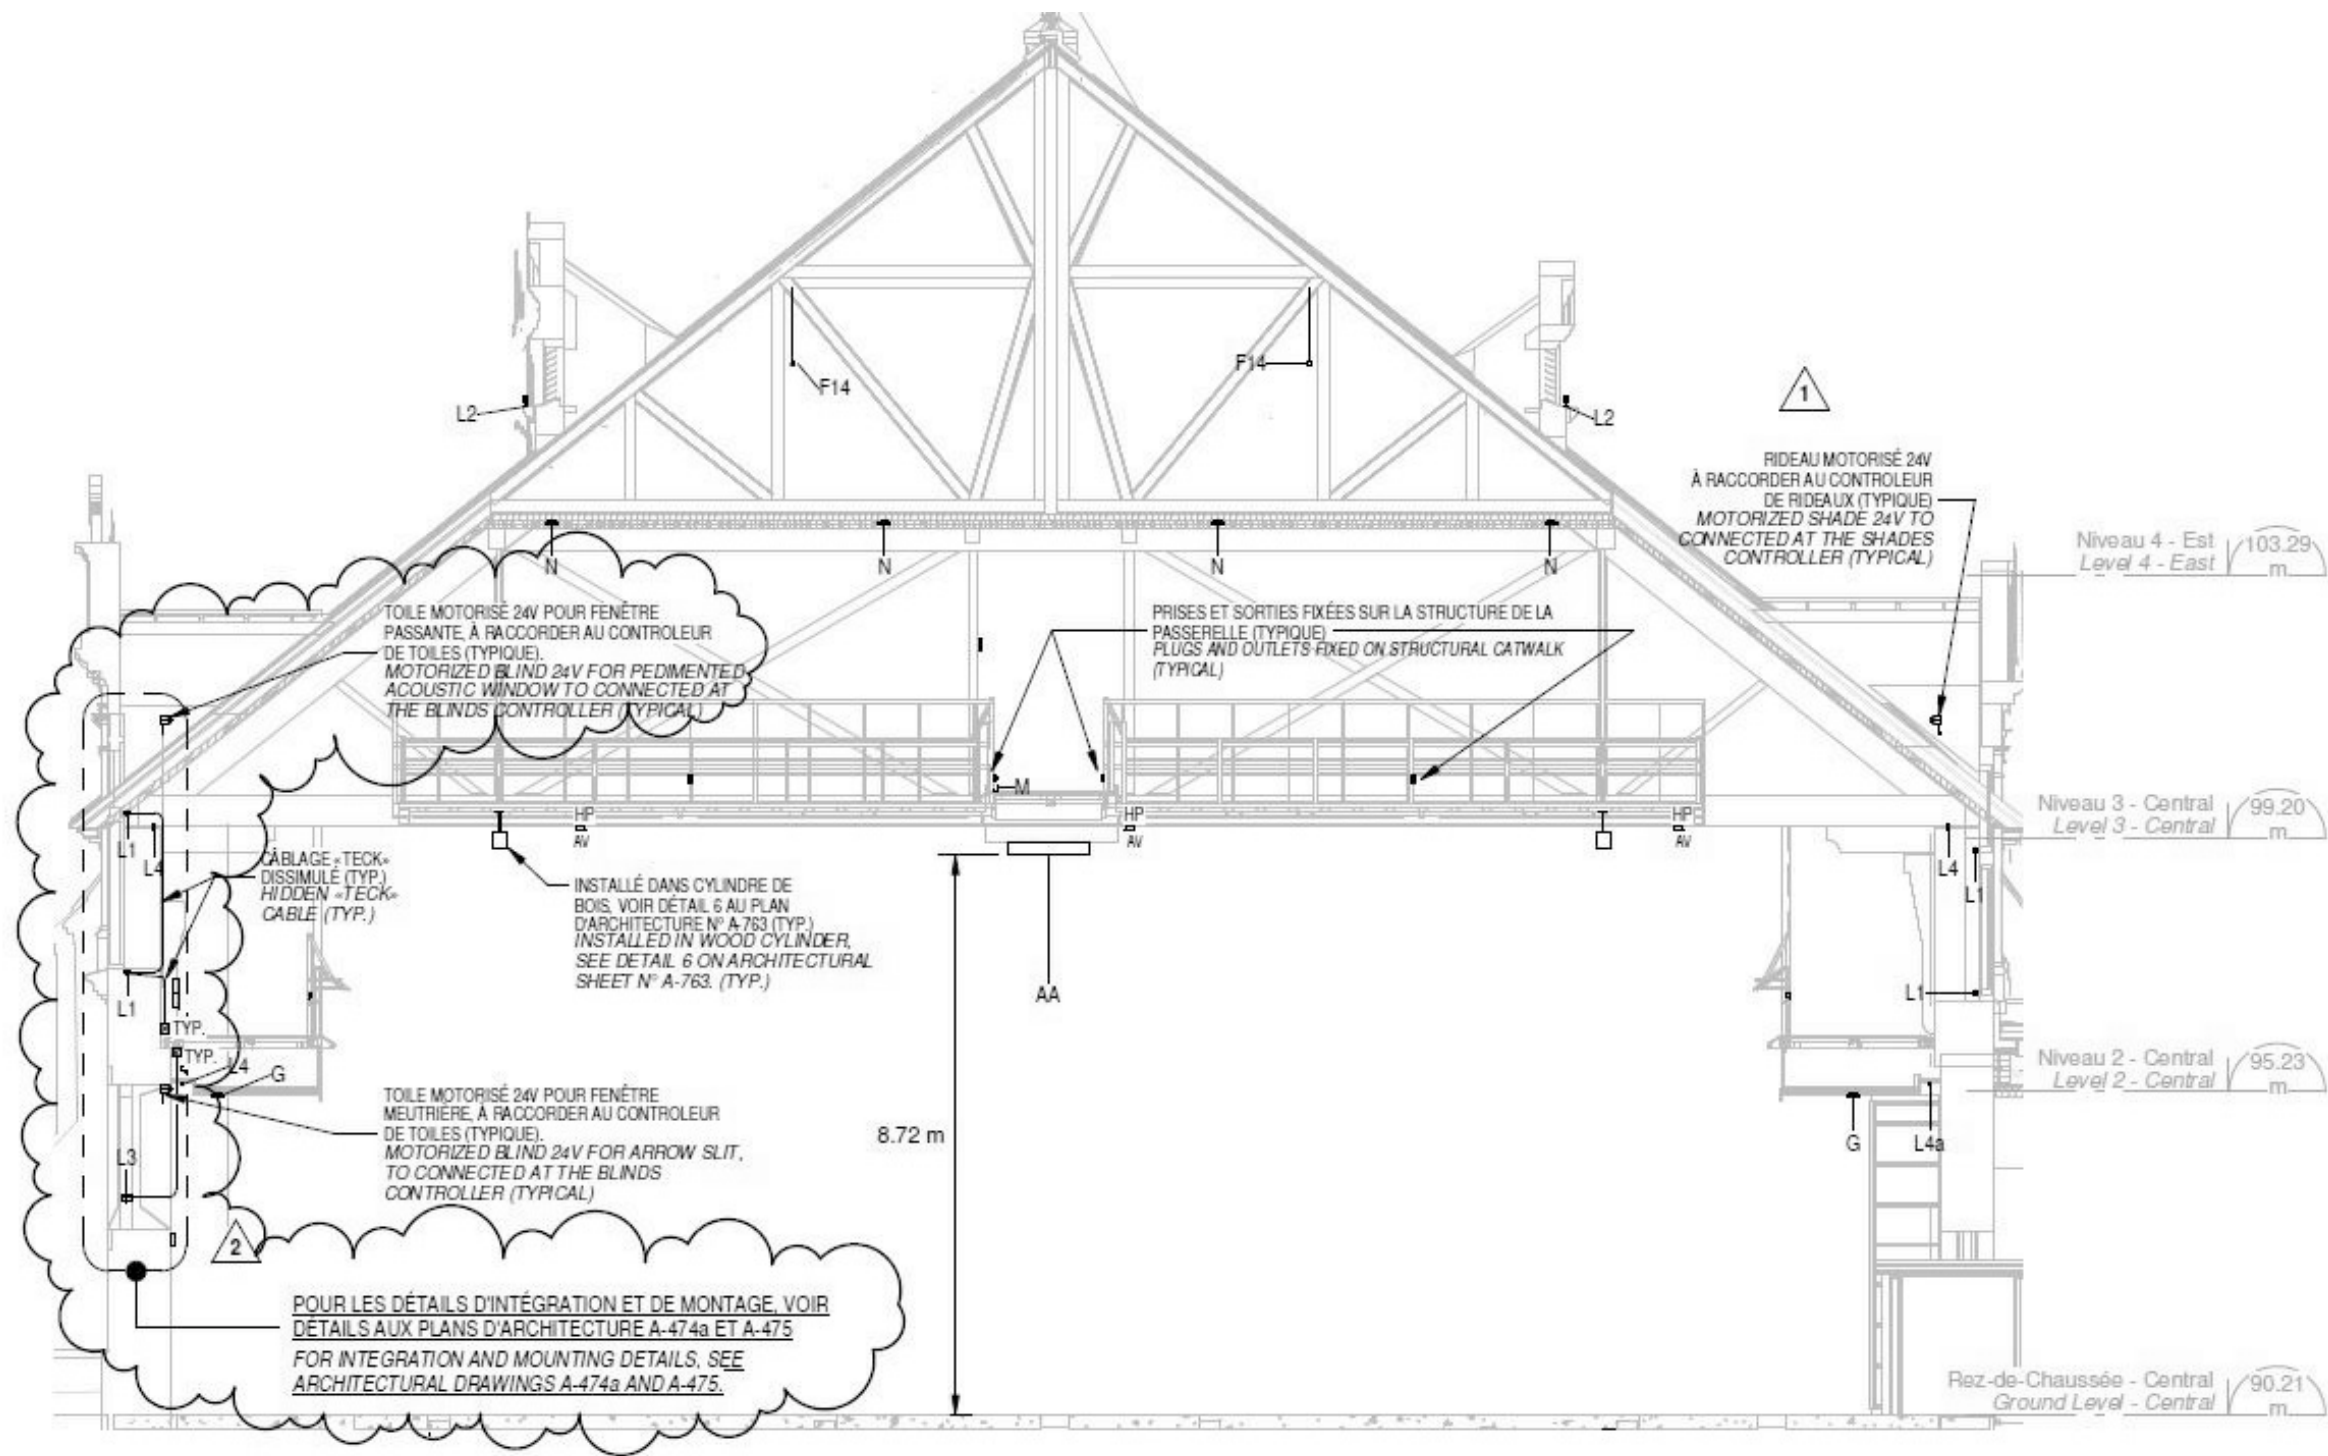 F14
F14
L2
L2
1
RIDEAU MOTORISÉ 24V
À RACCORDER AU CONTROLEUR
DE RIDEAUX (TYPIQUE)
MOTORIZED SHADE 24V TO
CONNECTED AT THE SHADES
CONTROLLER (TYPICAL)
Niveau 4 - Est
Level 4 - East
103.29
m
N
N
N
N
TOILE MOTORISÉ 24V POUR FENÊTRE
PASSANTE, À RACCORDER AU CONTROLEUR
DE TOILES (TYPIQUE).
MOTORIZED BLIND 24V FOR PEDIMENTED
ACOUSTIC WINDOW TO CONNECTED AT
THE BLINDS CONTROLLER (TYPICAL)
PRISES ET SORTIES FIXÉES SUR LA STRUCTURE DE LA
PASSERELLE (TYPIQUE)
PLUGS AND OUTLETS FIXED ON STRUCTURAL CATWALK
(TYPICAL)
M
HP
AV
HP
AV
HP
AV
Niveau 3 - Central
Level 3 - Central
99.20
m
L1
L4
CÂBLAGE «TECK»
DISSIMULÉ (TYP.)
HIDDEN «TECK»
CABLE (TYP.)
INSTALLÉ DANS CYLINDRE DE
BOIS, VOIR DÉTAIL 6 AU PLAN
D'ARCHITECTURE N° A-763 (TYP.)
INSTALLED IN WOOD CYLINDER,
SEE DETAIL 6 ON ARCHITECTURAL
SHEET N° A-763. (TYP.)
AA
L4
L1
L1
L1
TYP.
TYP.
L4
G
Niveau 2 - Central
Level 2 - Central
95.23
m
TOILE MOTORISÉ 24V POUR FENÊTRE
MEUTRIÈRE, À RACCORDER AU CONTROLEUR
DE TOILES (TYPIQUE).
MOTORIZED BLIND 24V FOR ARROW SLIT,
TO CONNECTED AT THE BLINDS
CONTROLLER (TYPICAL)
8.72 m
G
L4a
L3
2
POUR LES DÉTAILS D'INTÉGRATION ET DE MONTAGE, VOIR
DÉTAILS AUX PLANS D'ARCHITECTURE A-474a ET A-475
FOR INTEGRATION AND MOUNTING DETAILS, SEE
ARCHITECTURAL DRAWINGS A-474a AND A-475.
Rez-de-Chaussée - Central
Ground Level - Central
90.21
m